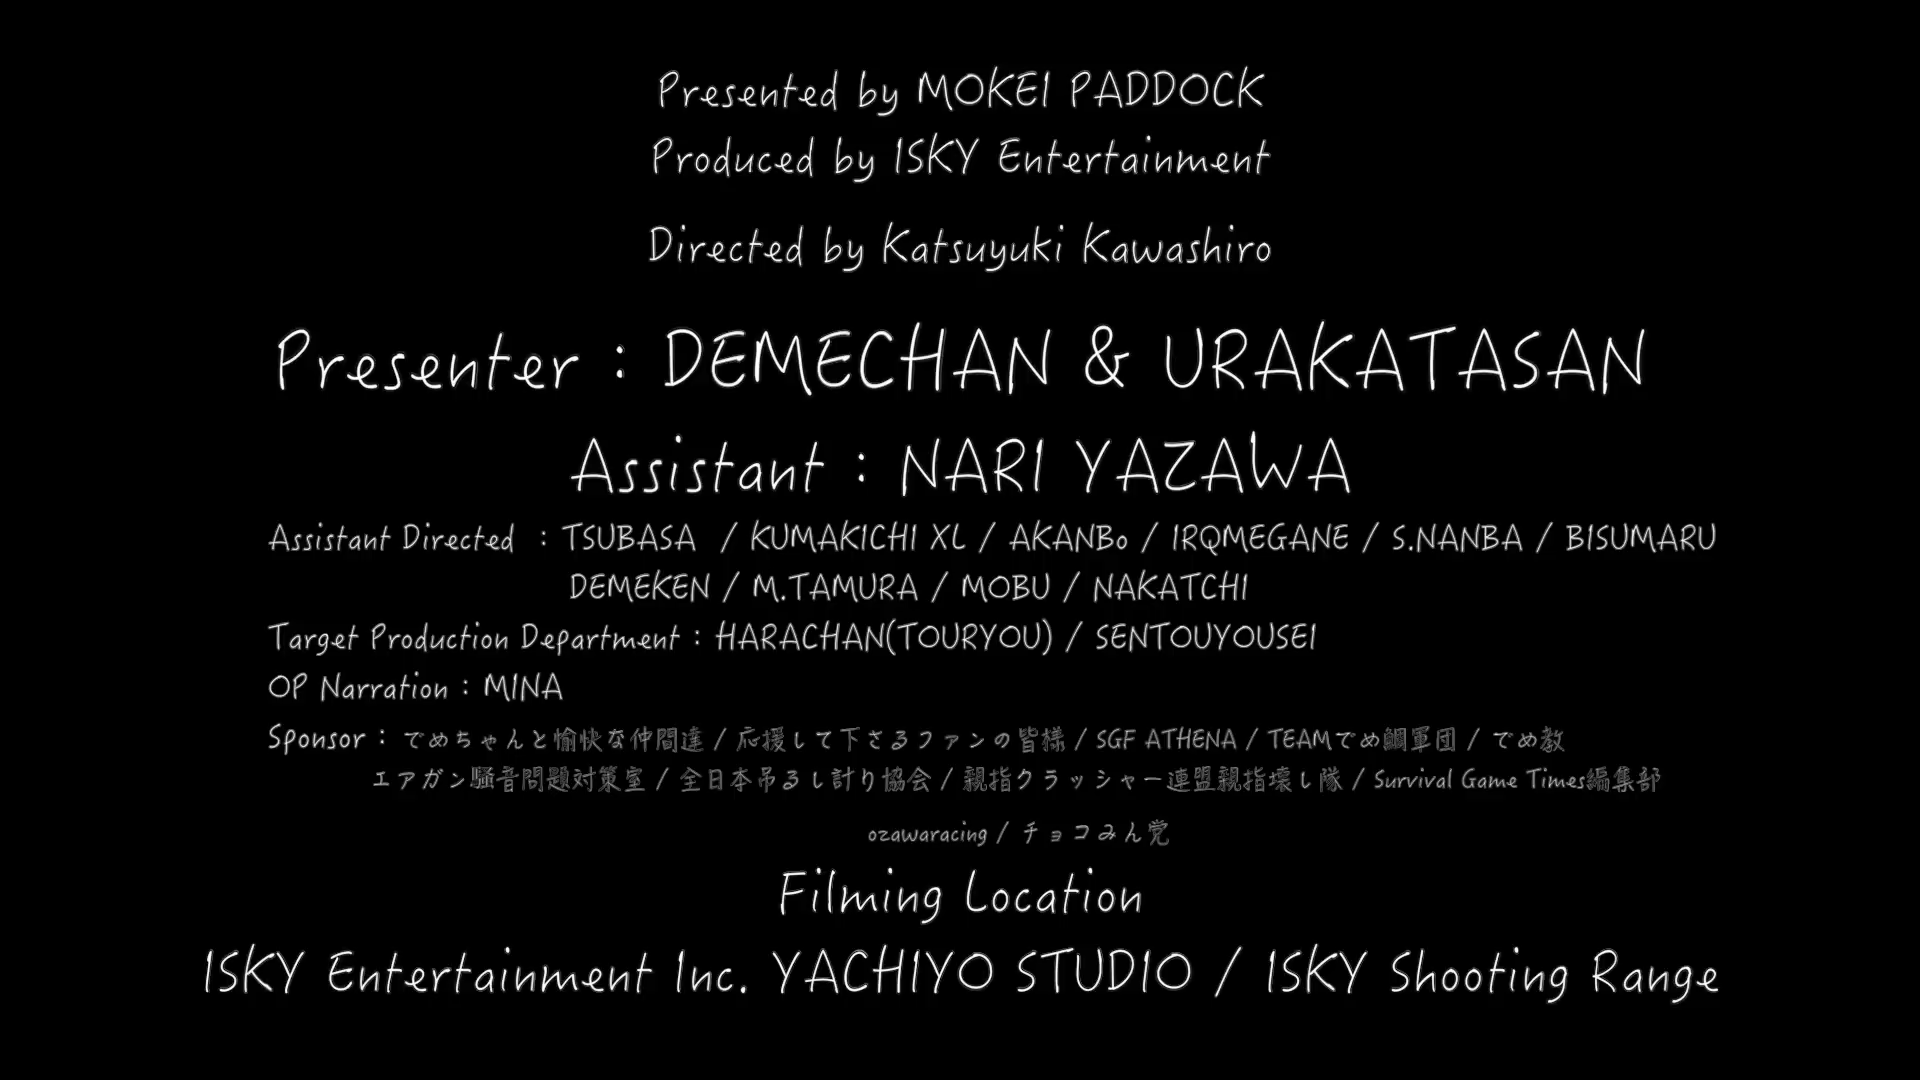 Presented by MOKEI PADDOCK
Produced by ISKY Entertainment
Directed by Katsuyuki Kawashiro
Presenter : DEMECHAN & URAKATASAN
Assistant : NARI YAZAWA
Assistant Directed : TSUBASA / KUMAKICHI XL / AKANBo / IRQMEGANE / S.NANBA / BISUMARU
DEMEKEN / M.TAMURA / MOBU / NAKATCHI
Target Production Department : HARACHAN(TOURYOU) / SENTOUYOUSEI
OP Narration : MINA
Sponsor : でめちゃんと愉快な仲間達 / 応援して下さるファンの皆様 / SGF ATHENA / TEAMでめ鯛軍団 / でめ教
エアガン騒音問題対策室 / 全日本吊るし計り協会 / 親指クラッシャー連盟親指壊し隊 / Survival Game Times編集部
ozawaracing / チョコみん党
Filming Location
ISKY Entertainment Inc. YACHIYO STUDIO / ISKY Shooting Range